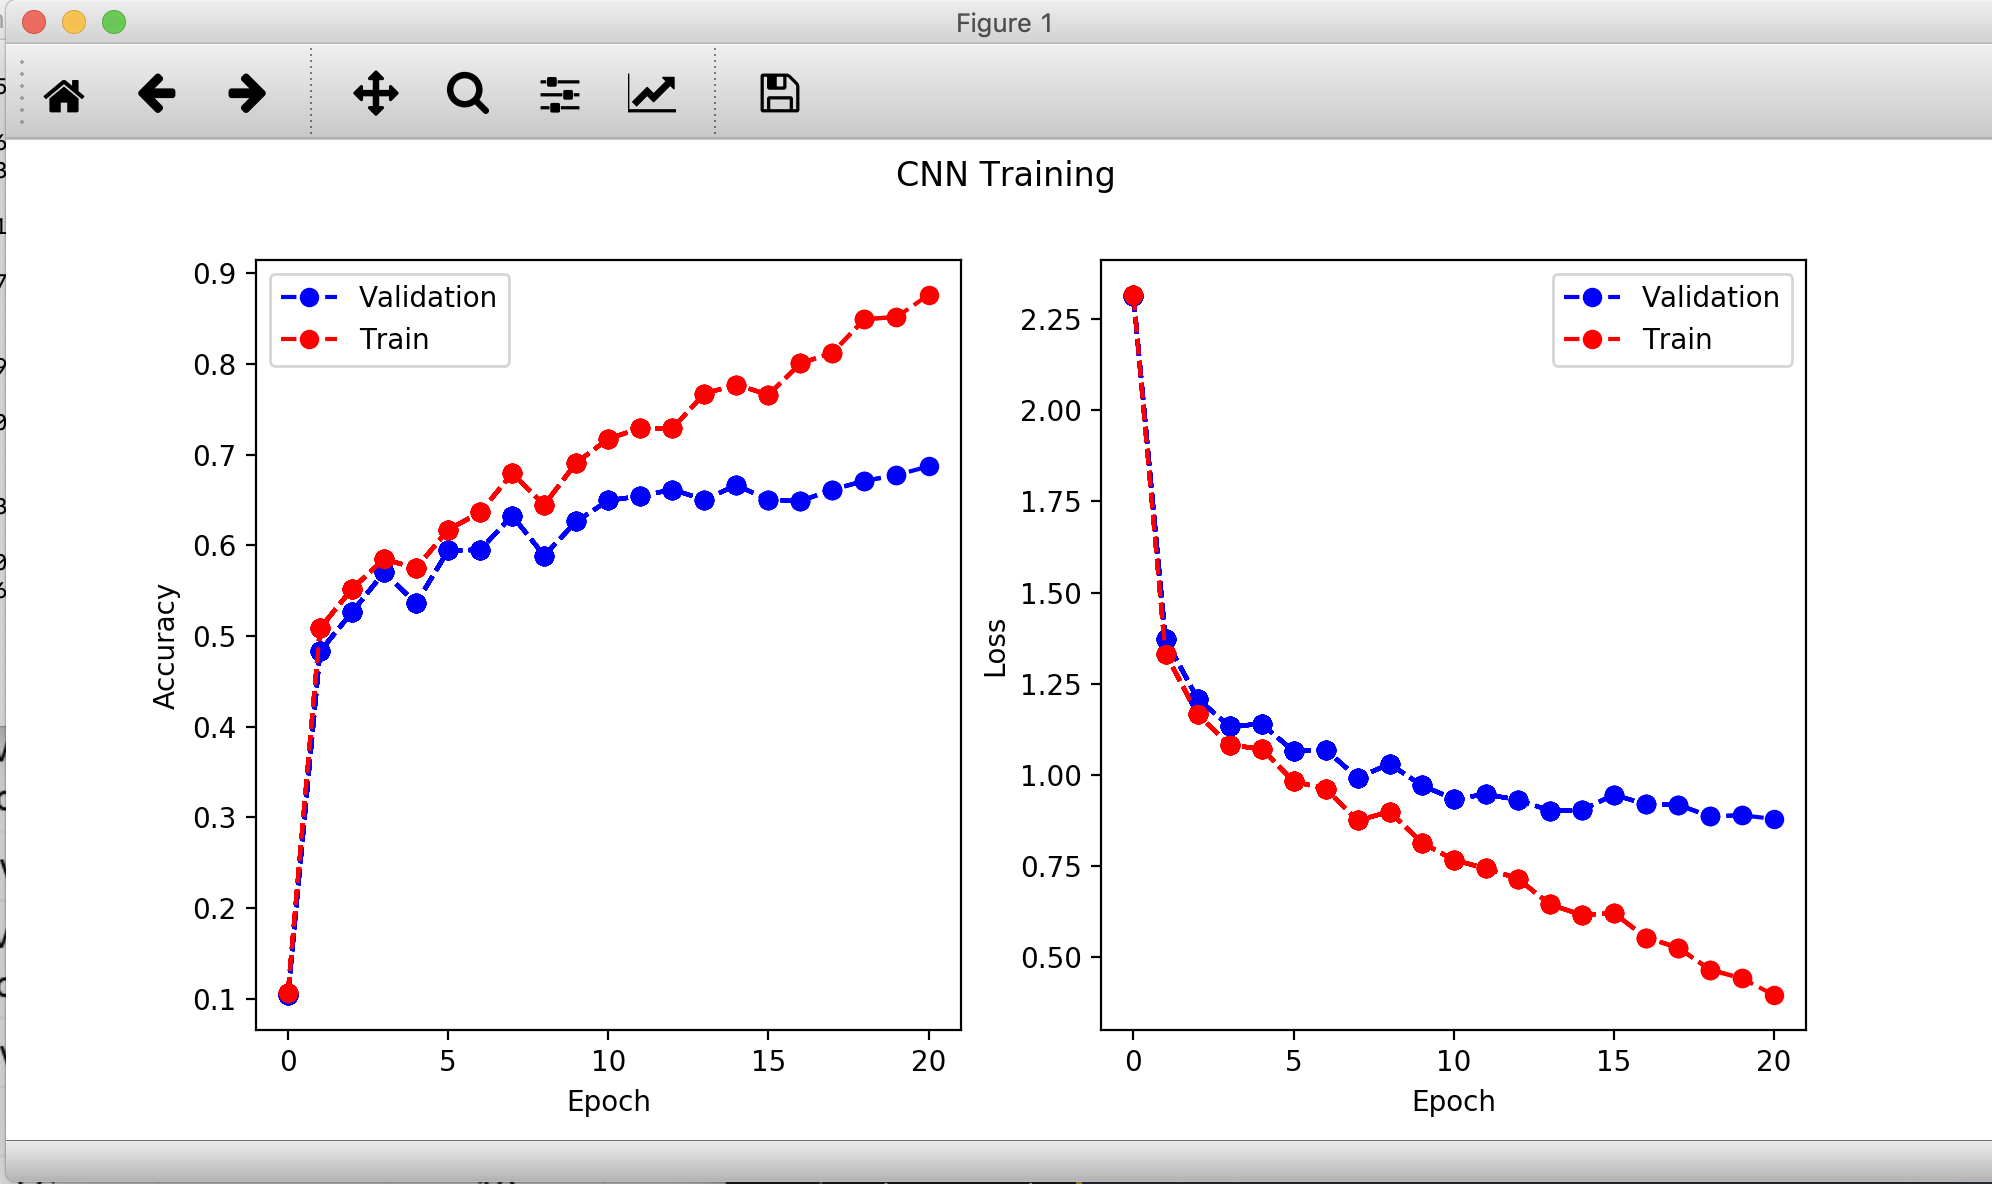 Figure 1
CNN Training
Validation
Train
0.9
0.8
0.7
0.6
0.5
0.4
0.3
0.2
0.1
Accuracy
0 5 10 15 20
Epoch
Validation
Train
2.25
2.00
1.75
1.50
1.25
1.00
0.75
0.50
Loss
0 5 10 15 20
Epoch